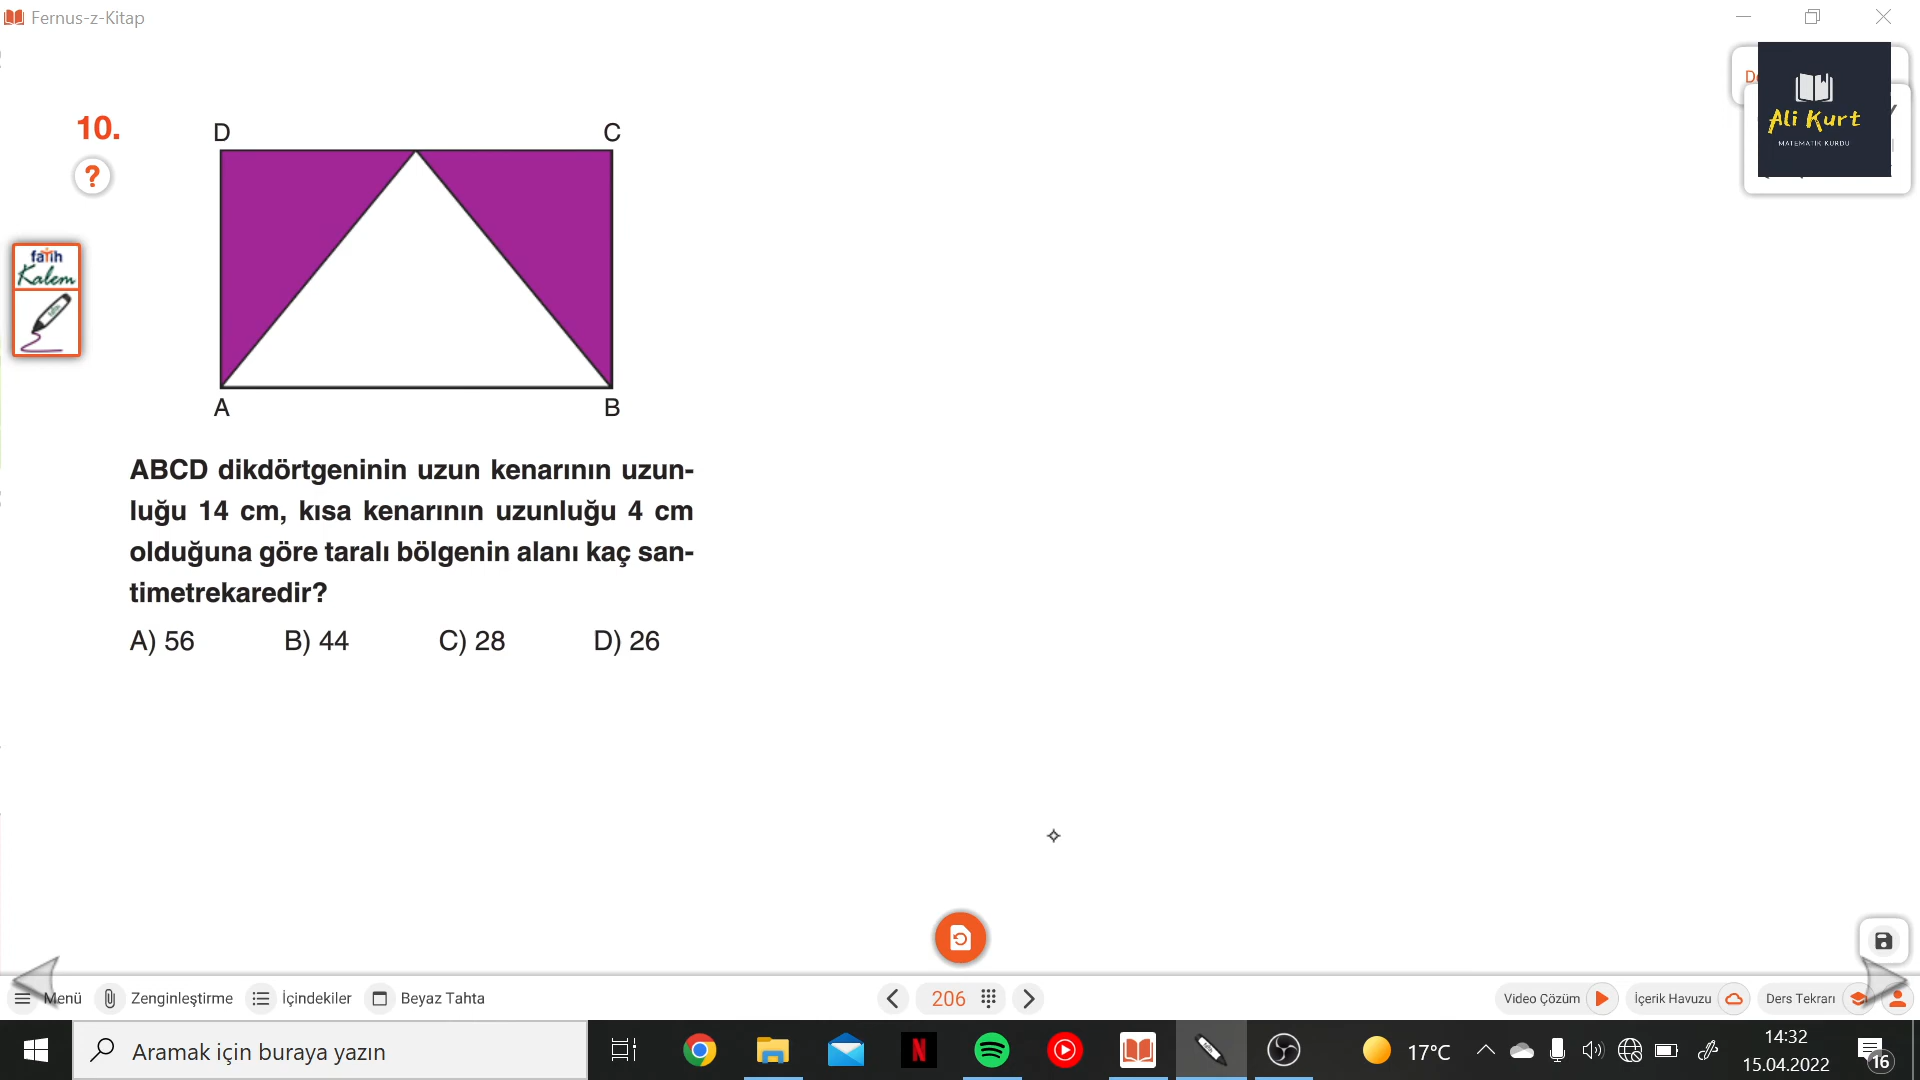 Fernus-z-Kitap
Ali Kurt
MATEMATİK KURDU
10.
D
C
?
fatih
Kalem
A
B
ABCD dikdörtgeninin uzun kenarının uzun-
luğu 14 cm, kısa kenarının uzunluğu 4 cm
olduğuna göre taralı bölgenin alanı kaç san-
timetrekaredir?
A) 56 B) 44 C) 28 D) 26
Menü Zenginleştirme İçindekiler Beyaz Tahta 206 Video Çözüm İçerik Havuzu Ders Tekrarı
Aramak için buraya yazın
17°C
14:32
15.04.2022
16